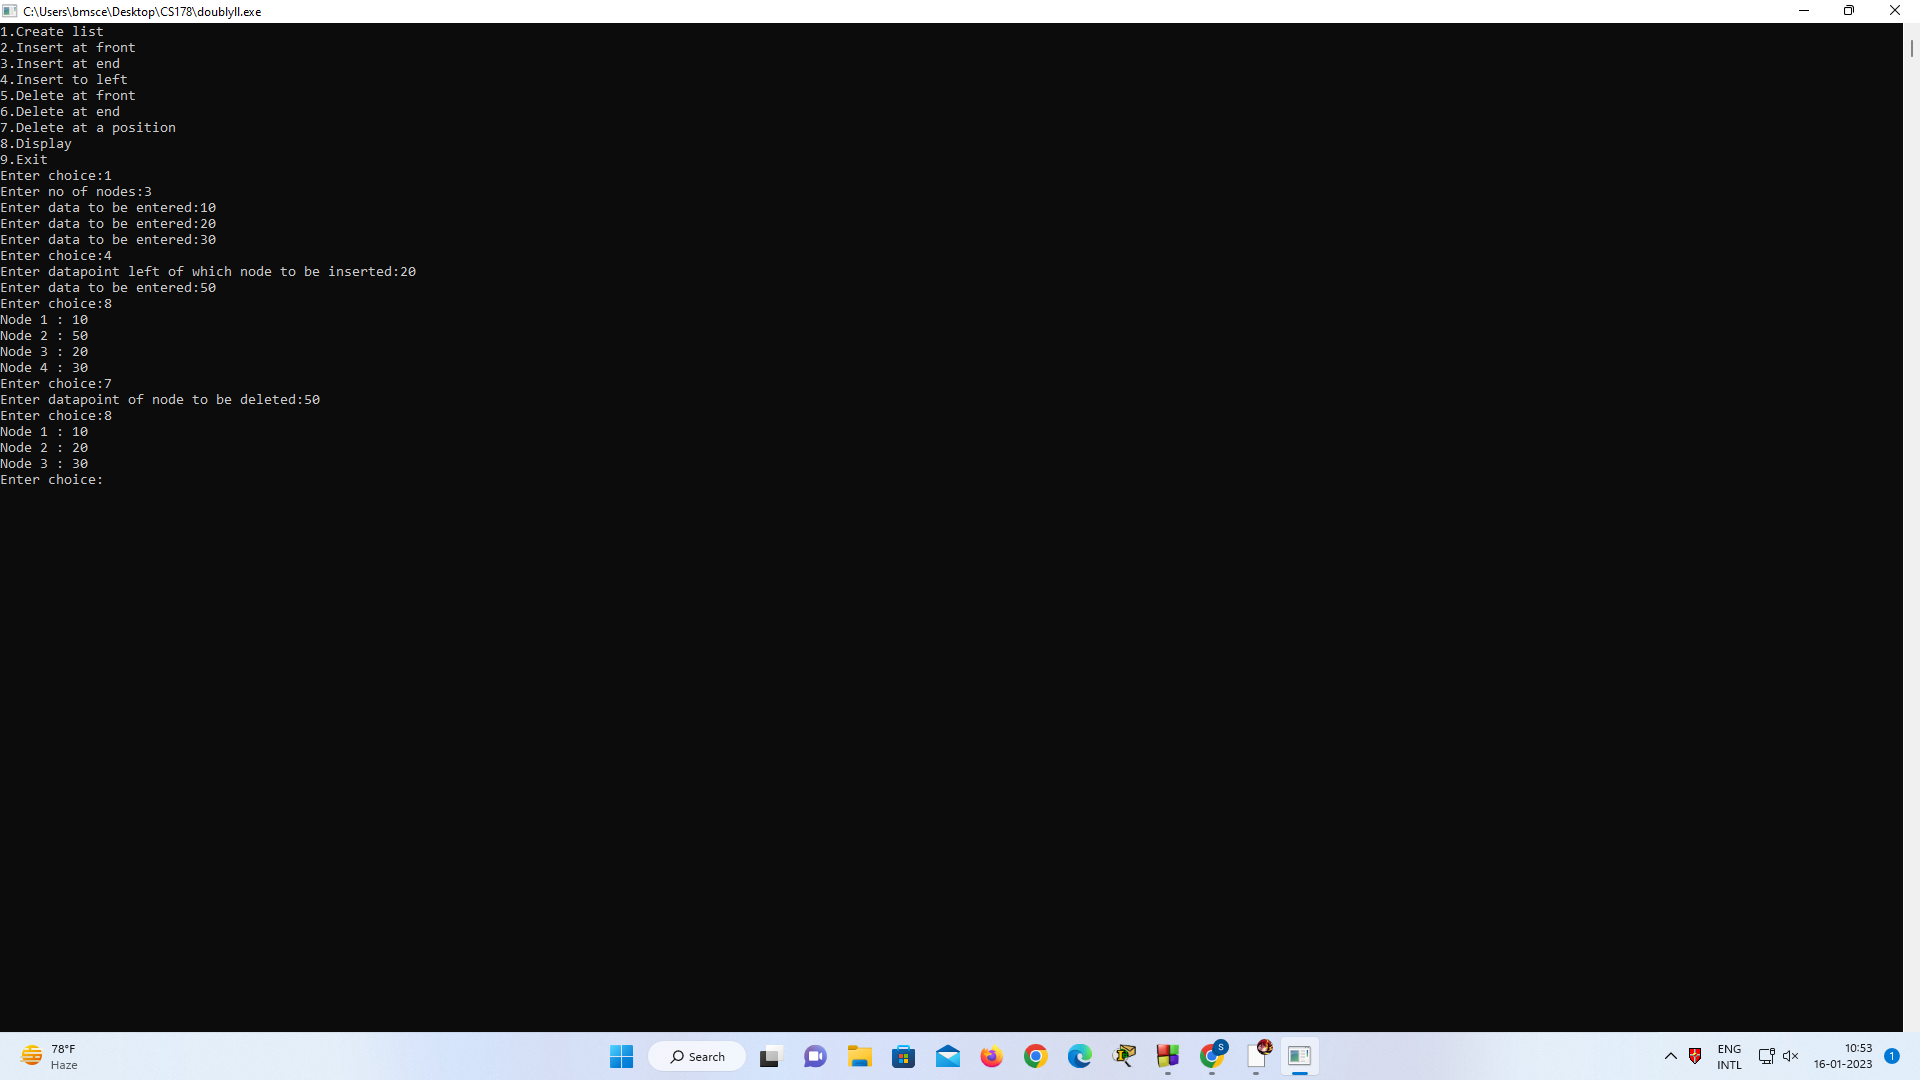 C:\Users\bmsce\Desktop\CS178\doublyll.exe
1.Create list
2.Insert at front
3.Insert at end
4.Insert to left
5.Delete at front
6.Delete at end
7.Delete at a position
8.Display
9.Exit
Enter choice:1
Enter no of nodes:3
Enter data to be entered:10
Enter data to be entered:20
Enter data to be entered:30
Enter choice:4
Enter datapoint left of which node to be inserted:20
Enter data to be entered:50
Enter choice:8
Node 1 : 10
Node 2 : 50
Node 3 : 20
Node 4 : 30
Enter choice:7
Enter datapoint of node to be deleted:50
Enter choice:8
Node 1 : 10
Node 2 : 20
Node 3 : 30
Enter choice:
78°F
Haze
Search
S
ENG
INTL
10:53
16-01-2023
1